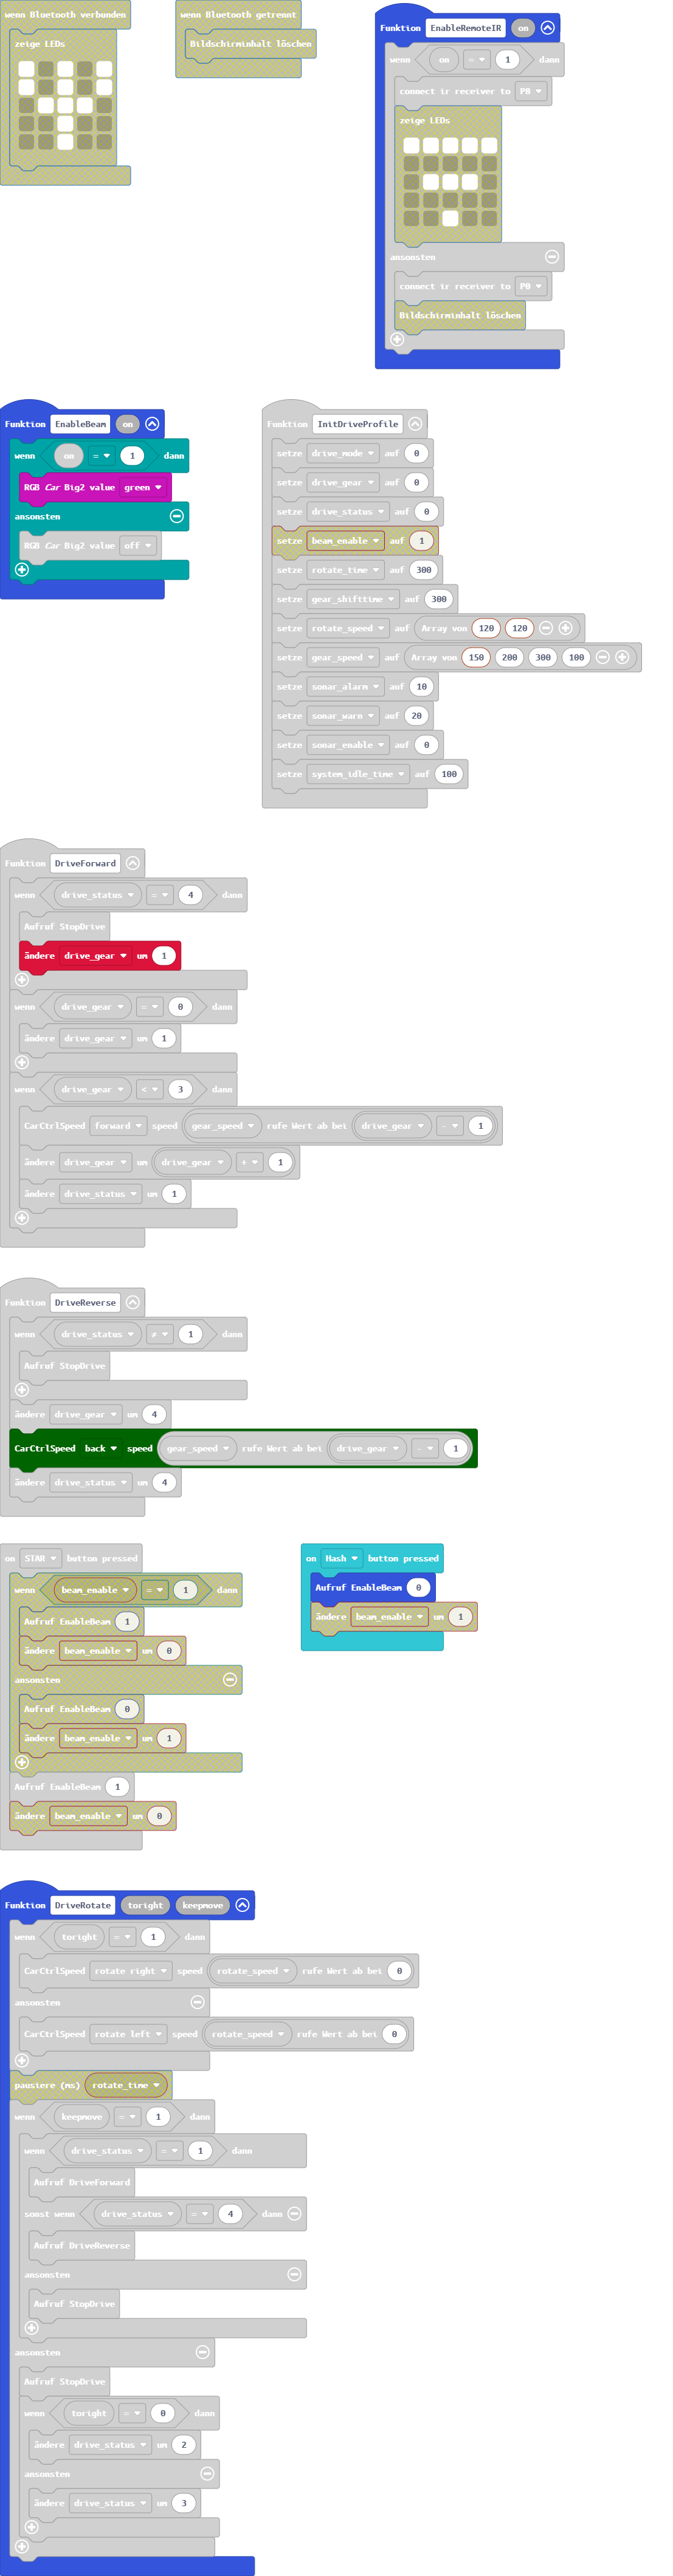 wenn Bluetooth verbunden
zeige LEDs
wenn Bluetooth getrennt
Bildschirminhalt löschen
Funktion EnableRemoteIR on
wenn on = 1 dann
connect ir receiver to P8
zeige LEDs
ansonsten
connect ir receiver to P0
Bildschirminhalt löschen
Funktion EnableBeam on
wenn on = 1 dann
RGB Car Big2 value green
ansonsten
RGB Car Big2 value off
Funktion InitDriveProfile
setze drive_mode auf 0
setze drive_gear auf 0
setze drive_status auf 0
setze beam_enable auf 1
setze rotate_time auf 300
setze gear_shifttime auf 300
setze rotate_speed auf Array von 120 120
setze gear_speed auf Array von 150 200 300 100
setze sonar_alarm auf 10
setze sonar_warn auf 20
setze sonar_enable auf 0
setze system_idle_time auf 100
Funktion DriveForward
wenn drive_status = 4 dann
Aufruf StopDrive
ändere drive_gear um 1
wenn drive_gear = 0 dann
ändere drive_gear um 1
wenn drive_gear < 3 dann
CarCtrlSpeed forward speed gear_speed rufe Wert ab bei drive_gear - 1
ändere drive_gear um drive_gear + 1
ändere drive_status um 1
Funktion DriveReverse
wenn drive_status ≠ 1 dann
Aufruf StopDrive
ändere drive_gear um 4
CarCtrlSpeed back speed gear_speed rufe Wert ab bei drive_gear - 1
ändere drive_status um 4
on STAR button pressed
wenn beam_enable = 1 dann
Aufruf EnableBeam 1
ändere beam_enable um 0
ansonsten
Aufruf EnableBeam 0
ändere beam_enable um 1
Aufruf EnableBeam 1
ändere beam_enable um 0
on Hash button pressed
Aufruf EnableBeam 0
ändere beam_enable um 1
Funktion DriveRotate toright keepmove
wenn toright = 1 dann
CarCtrlSpeed rotate right speed rotate_speed rufe Wert ab bei 0
ansonsten
CarCtrlSpeed rotate left speed rotate_speed rufe Wert ab bei 0
pausiere (ms) rotate_time
wenn keepmove = 1 dann
wenn drive_status = 1 dann
Aufruf DriveForward
sonst wenn drive_status = 4 dann
Aufruf DriveReverse
ansonsten
Aufruf StopDrive
ansonsten
Aufruf StopDrive
wenn toright = 0 dann
ändere drive_status um 2
ansonsten
ändere drive_status um 3